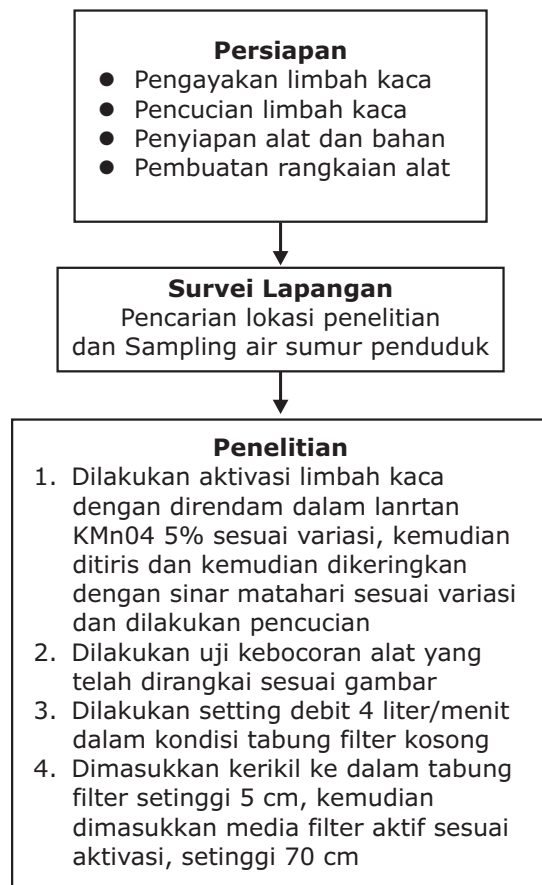 Persiapan
● Pengayakan limbah kaca
● Pencucian limbah kaca
● Penyiapan alat dan bahan
● Pembuatan rangkaian alat
Survei Lapangan
Pencarian lokasi penelitian
dan Sampling air sumur penduduk
Penelitian
1. Dilakukan aktivasi limbah kaca
dengan direndam dalam lanrtan
KMn04 5% sesuai variasi, kemudian
ditiris dan kemudian dikeringkan
dengan sinar matahari sesuai variasi
dan dilakukan pencucian
2. Dilakukan uji kebocoran alat yang
telah dirangkai sesuai gambar
3. Dilakukan setting debit 4 liter/menit
dalam kondisi tabung filter kosong
4. Dimasukkan kerikil ke dalam tabung
filter setinggi 5 cm, kemudian
dimasukkan media filter aktif sesuai
aktivasi, setinggi 70 cm